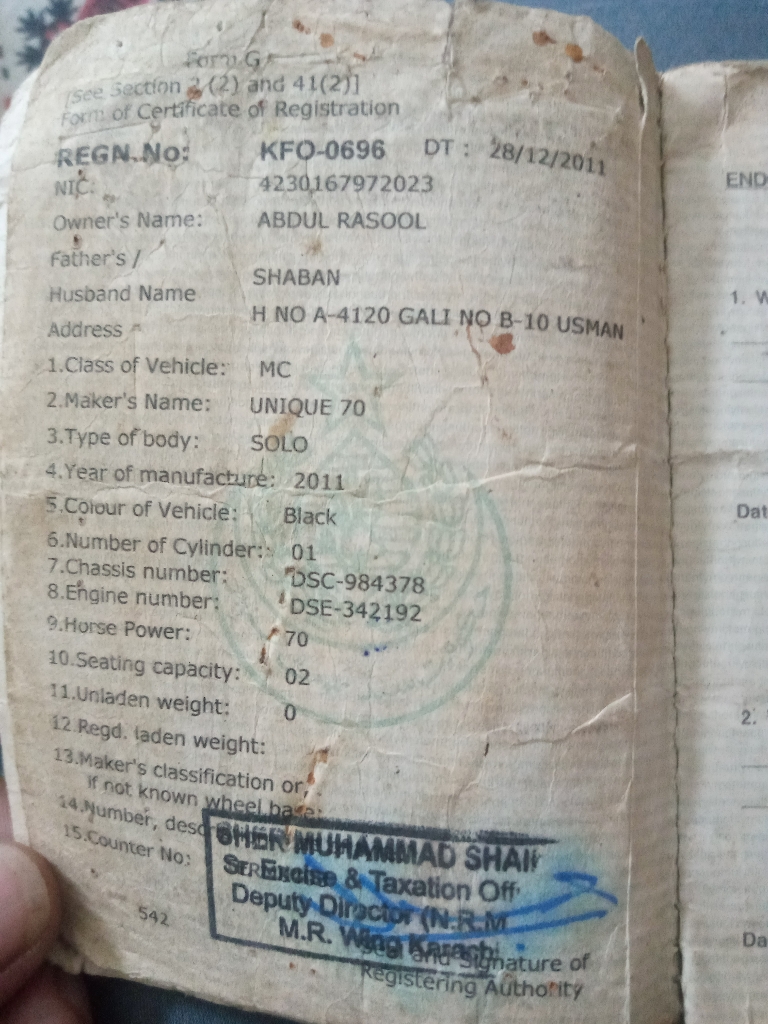 Form G
[See Section 2 (2) and 41(2)]
Form of Certificate of Registration
REGN.No: KFO-0696 DT : 28/12/2011
NIC: 4230167972023
Owner's Name: ABDUL RASOOL
Father's /
SHABAN
Husband Name
H NO A-4120 GALI NO B-10 USMAN
Address
1.Class of Vehicle: MC
2.Maker's Name: UNIQUE 70
3.Type of body: SOLO
4.Year of manufacture: 2011
5.Colour of Vehicle: Black
6.Number of Cylinder: 01
7.Chassis number: DSC-984378
8.Engine number: DSE-342192
9.Horse Power: 70
10.Seating capacity: 02
11.Unladen weight: 0
12.Regd. laden weight:
13.Maker's classification or,
if not known wheel base:
14.Number,
15.Counter No:
SHER MUHAMMAD
Sr. Excise & Taxation Off
Deputy Director (N.R.M
M.R. Wing Karachi
542
Seal and Signature of
Registering Authority
END
1. W
Dat
2.
Da